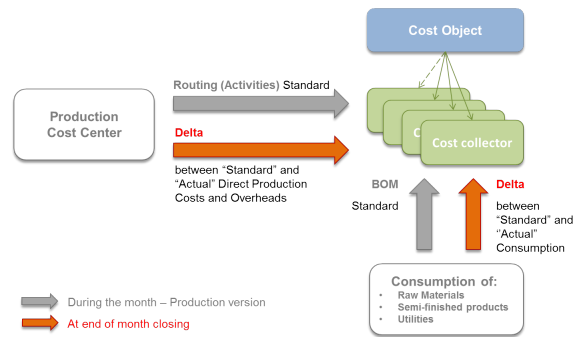 Cost Object
Routing (Activities) Standard
Production
Cost Center
Delta
between “Standard” and
“Actual” Direct Production
Costs and Overheads
C
Cost collector
BOM
Standard
Delta
between
“Standard” and
“Actual”
Consumption
Consumption of:
• Raw Materials
• Semi-finished products
• Utilities
During the month – Production version
At end of month closing